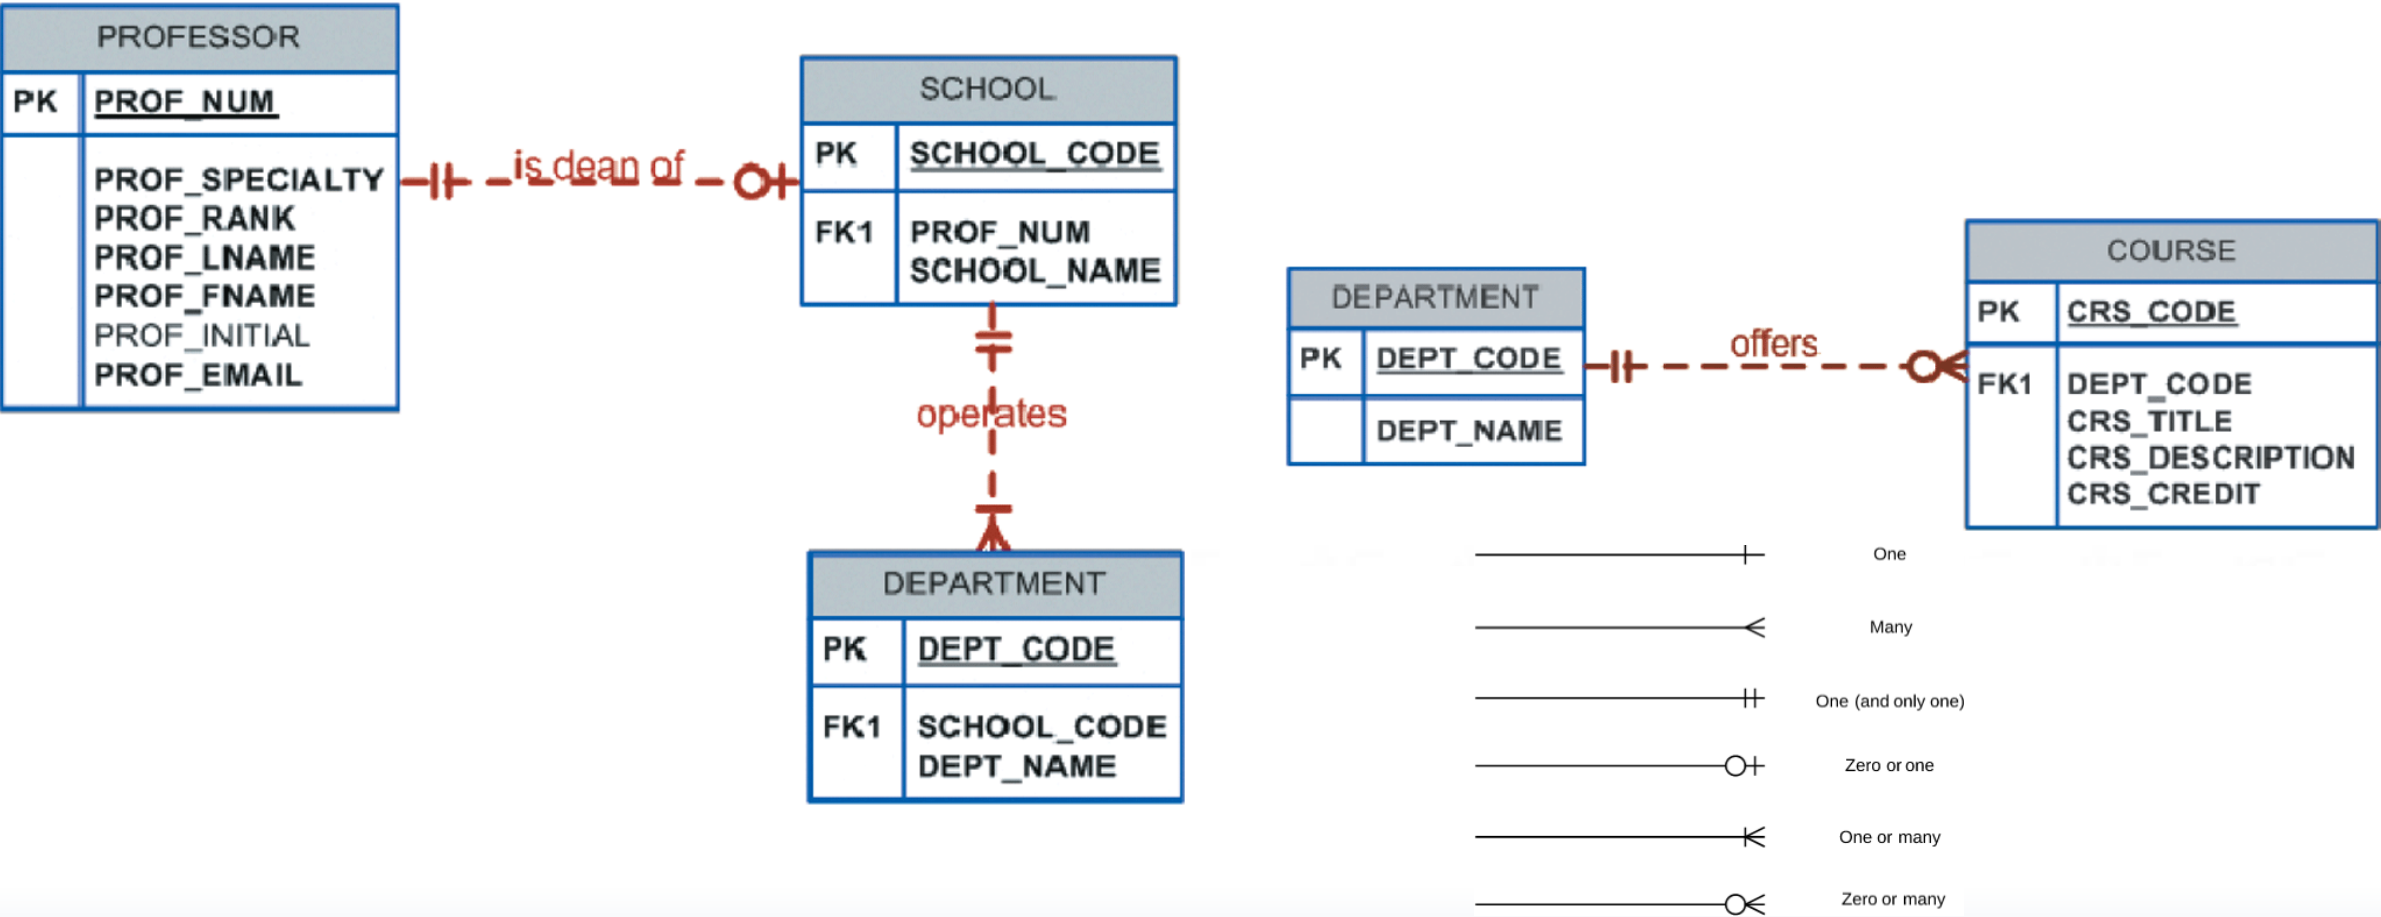 PROFESSOR
PK PROF_NUM
PROF_SPECIALTY
PROF_RANK
PROF_LNAME
PROF_FNAME
PROF_INITIAL
PROF_EMAIL
is dean of
SCHOOL
PK SCHOOL_CODE
FK1 PROF_NUM
SCHOOL_NAME
operates
DEPARTMENT
PK DEPT_CODE
FK1 SCHOOL_CODE
DEPT_NAME
DEPARTMENT
PK DEPT_CODE
DEPT_NAME
offers
COURSE
PK CRS_CODE
FK1 DEPT_CODE
CRS_TITLE
CRS_DESCRIPTION
CRS_CREDIT
One
Many
One (and only one)
Zero or one
One or many
Zero or many